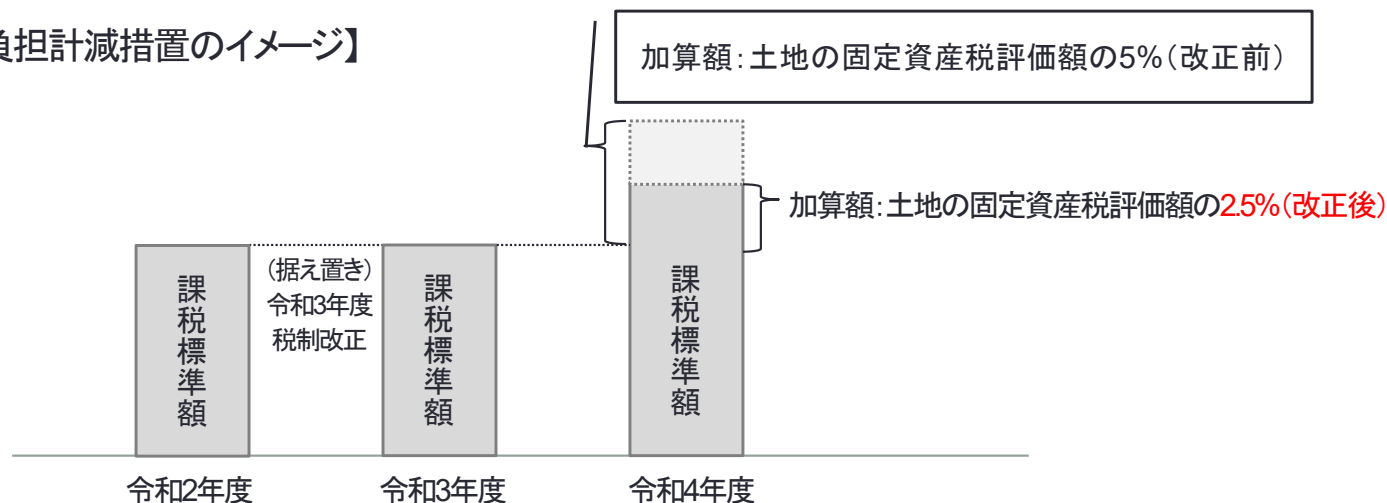 負担計減措置のイメージ】
加算額：土地の固定資産税評価額の5%（改正前）
加算額：土地の固定資産税評価額の2.5%（改正後）
課税標準額
（据え置き）
令和3年度
税制改正
課税標準額
課税標準額
令和2年度
令和3年度
令和4年度